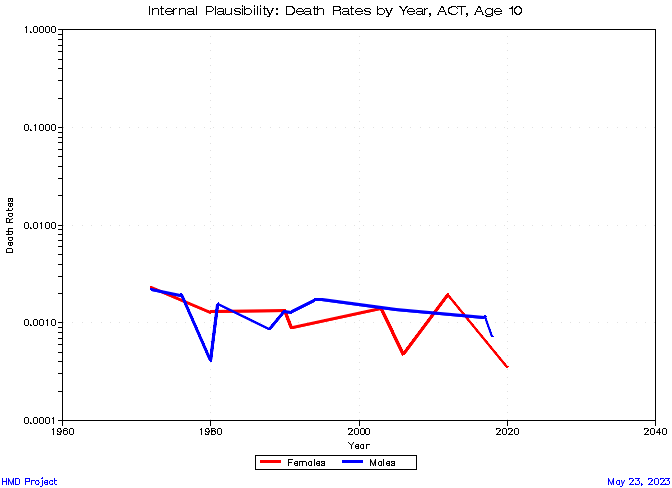 Internal Plausibility: Death Rates by Year, ACT, Age 10
1.0000
0.1000
0.0100
0.0010
0.0001
Death Rates
1960
1980
2000
2020
2040
Year
Females
Males
HMD Project
May 23, 2023